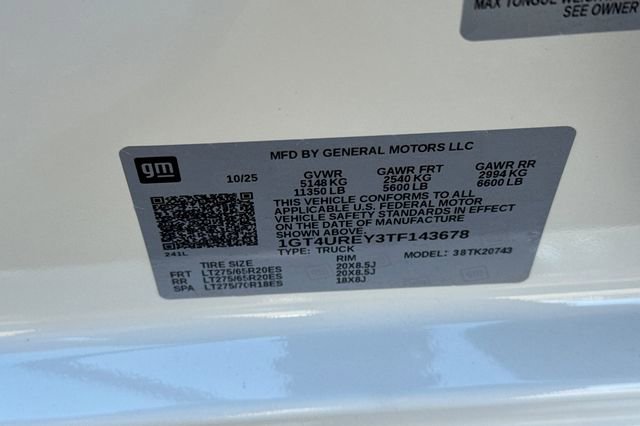 MAX TONGUE WEIGH
SEE OWNER
gm
MFD BY GENERAL MOTORS LLC
10/25
GVWR GAWR FRT GAWR RR
5148 KG 2540 KG 2994 KG
11350 LB 5600 LB 6600 LB
THIS VEHICLE CONFORMS TO ALL
APPLICABLE U.S. FEDERAL MOTOR
VEHICLE SAFETY STANDARDS IN EFFECT
ON THE DATE OF MANUFACTURE
SHOWN ABOVE.
1GT4UREY3TF143678
241L
TYPE: TRUCK MODEL: 38TK20743
TIRE SIZE RIM
FRT LT275/65R20ES 20X8.5J
RR LT275/65R20ES 20X8.5J
SPA LT275/70R18ES 18X8J